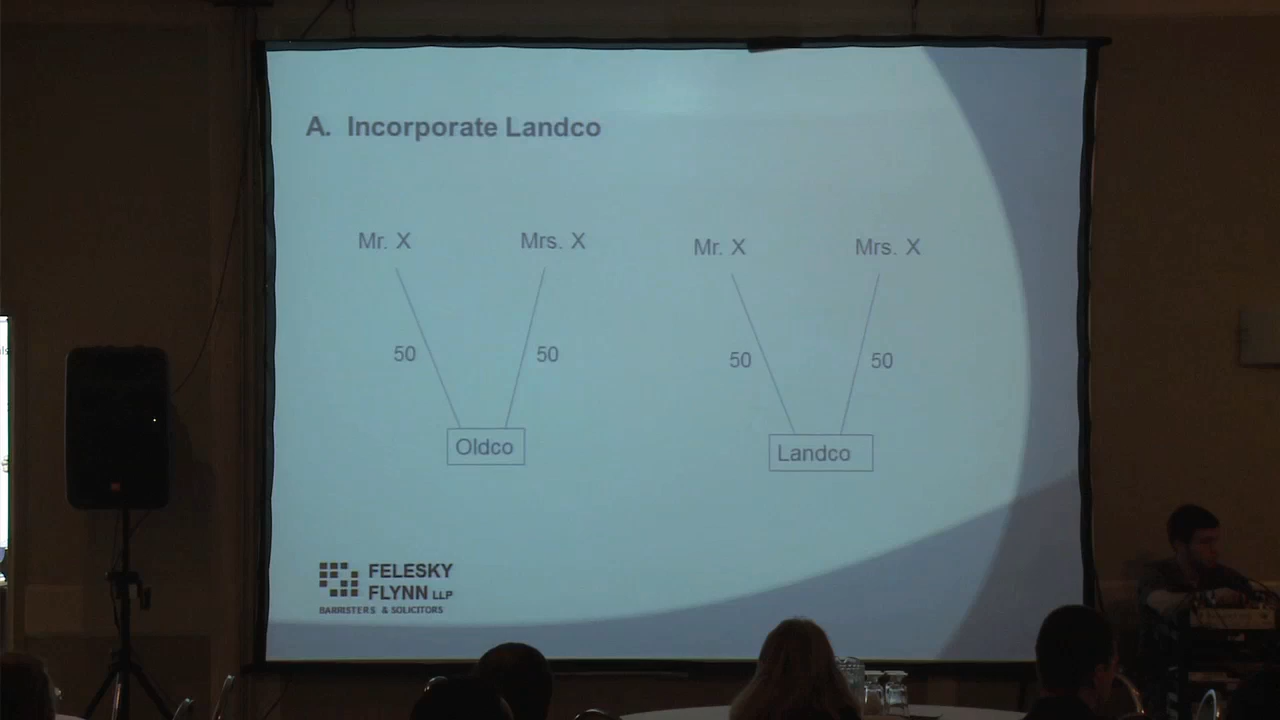 A. Incorporate Landco
Mr. X
Mrs. X
Mr. X
Mrs. X
50
50
50
50
Oldco
Landco
FELESKY
FLYNN LLP
BARRISTERS & SOLICITORS